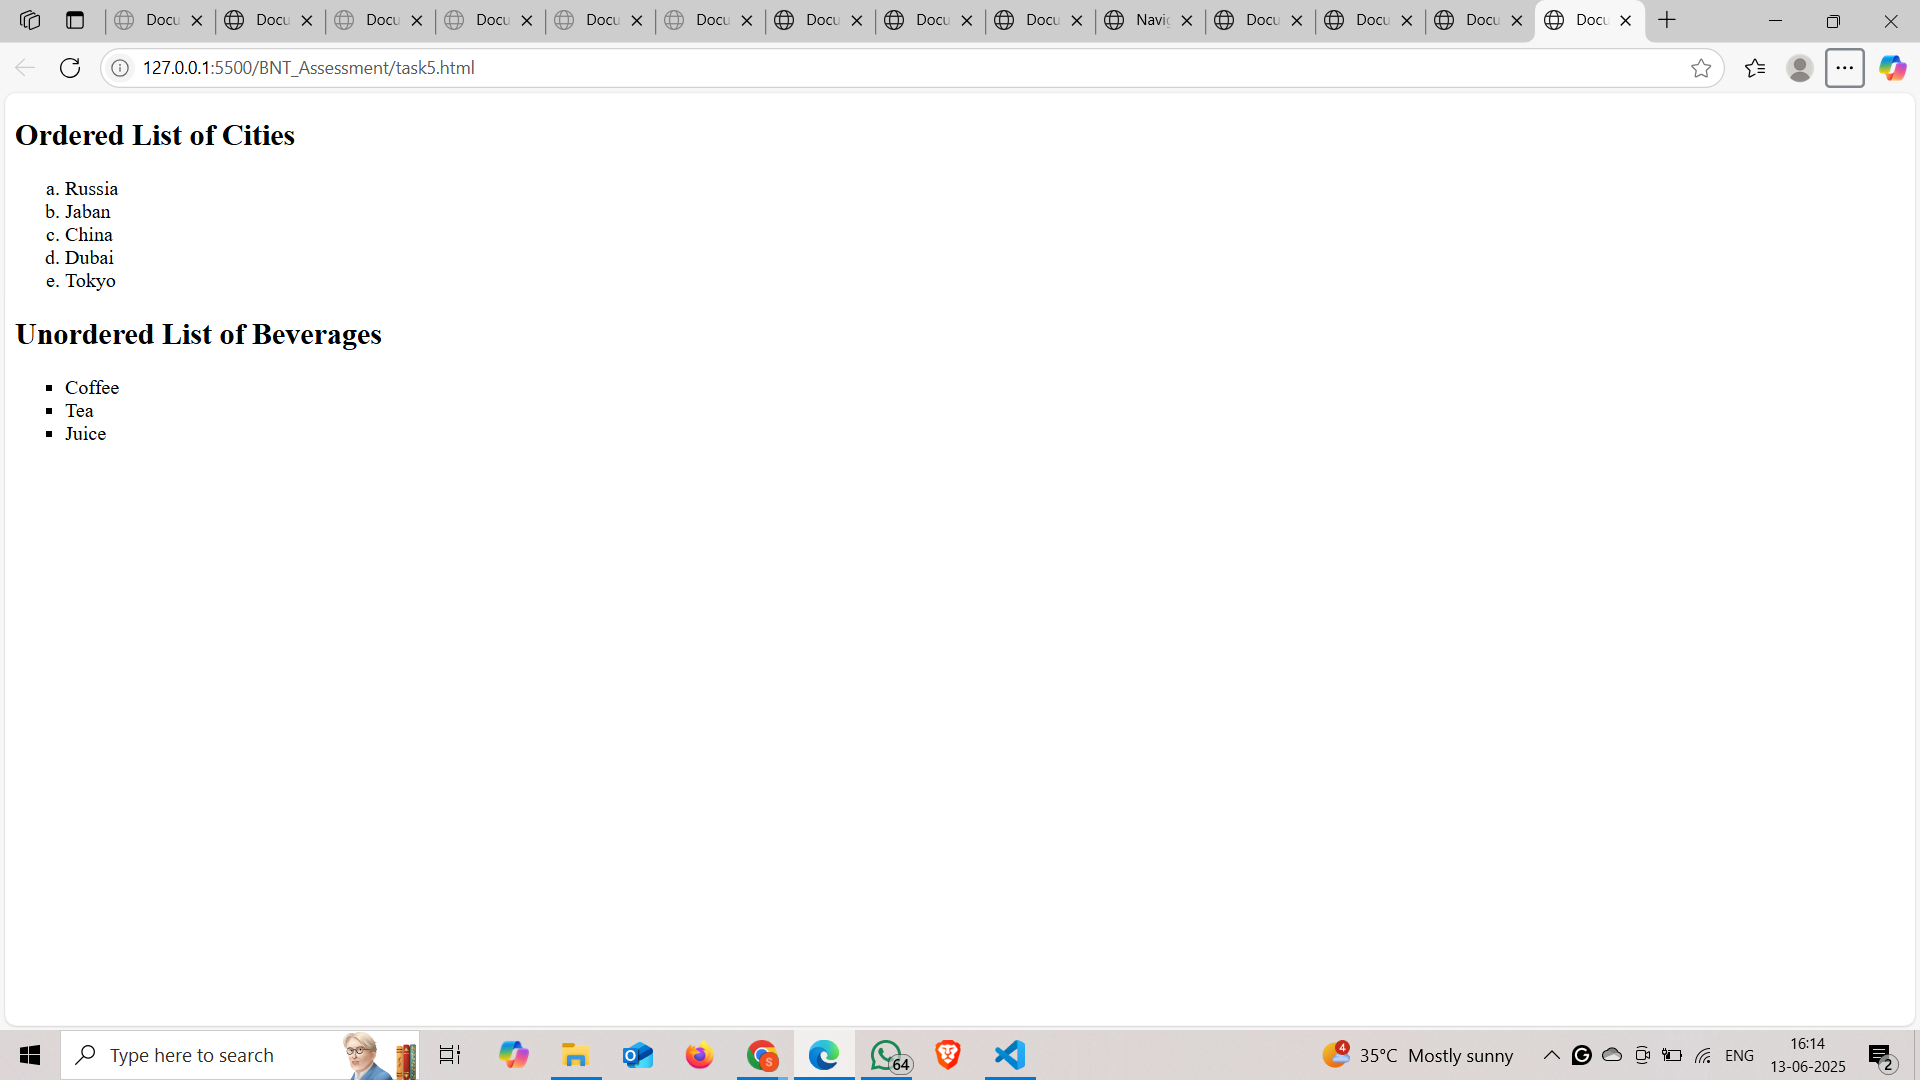 Docu Docu Docu Docu Docu Docu Docu Docu Docu Navig Docu Docu Docu Docu
127.0.0.1:5500/BNT_Assessment/task5.html
Ordered List of Cities
a. Russia
b. Jaban
c. China
d. Dubai
e. Tokyo
Unordered List of Beverages
Coffee
Tea
Juice
Type here to search
64
4
35°C Mostly sunny
ENG
16:14
13-06-2025
2